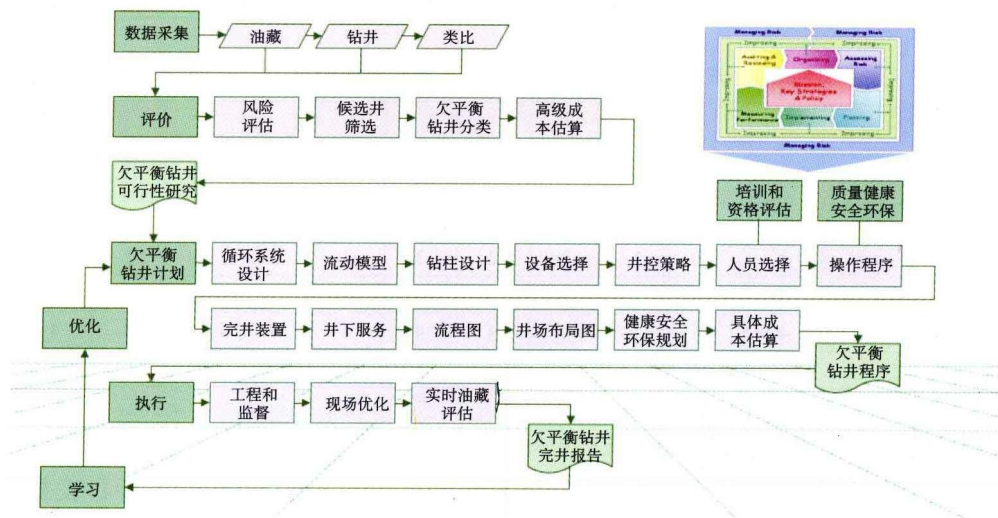 数据采集
油藏
钻井
类比
Managing Risk
Managing Risk
Improving
Improving
Auditing &
Reviewing
Organising
Assessing
Risk
Improving
Mission,
Key Strategies
& Policy
Improving
Measuring
Performance
Implementing
Planning
Improving
Improving
Managing Risk
评价
风险
评估
候选井
筛选
欠平衡
钻井分类
高级成
本估算
欠平衡钻井
可行性研究
培训和
资格评估
质量健康
安全环保
欠平衡
钻井计划
循环系统
设计
流动模型
钻柱设计
设备选择
井控策略
人员选择
操作程序
优化
完井装置
井下服务
流程图
井场布局图
健康安全
环保规划
具体成
本估算
欠平衡
钻井程序
执行
工程和
监督
现场优化
实时油藏
评估
欠平衡钻井
完井报告
学习